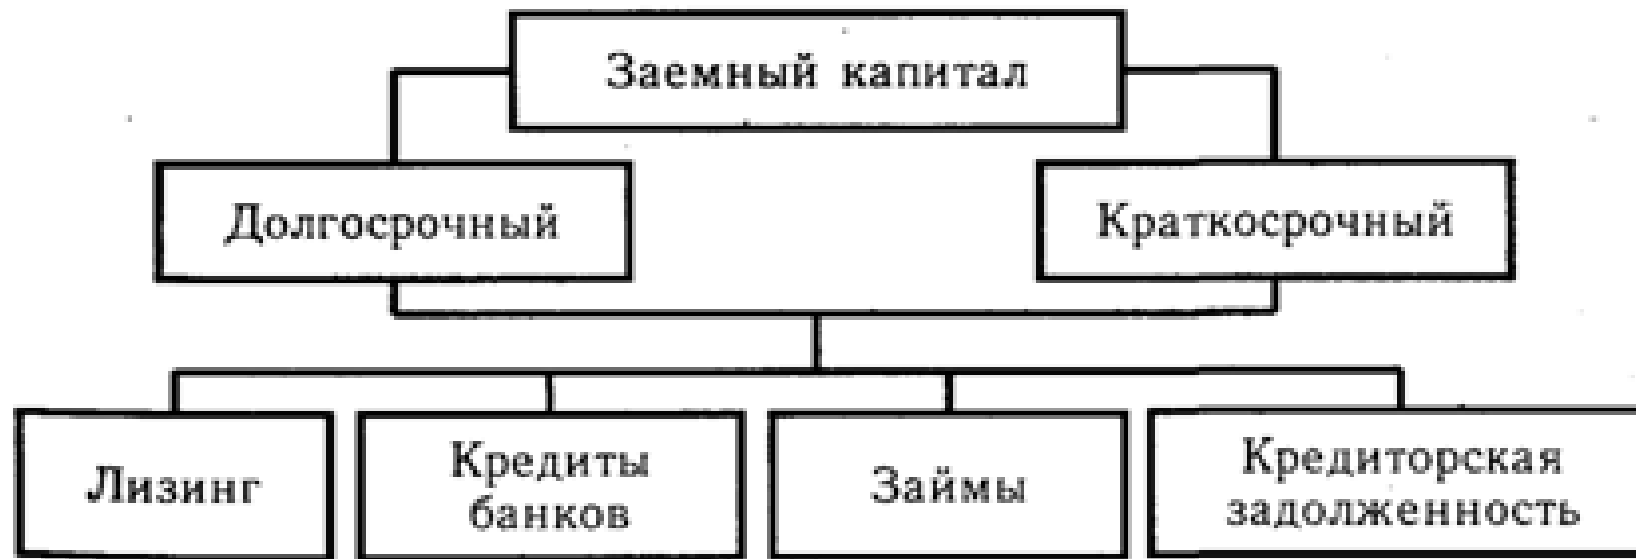 Заемный капитал
Долгосрочный
Краткосрочный
Лизинг
Кредиты
банков
Займы
Кредиторская
задолженность